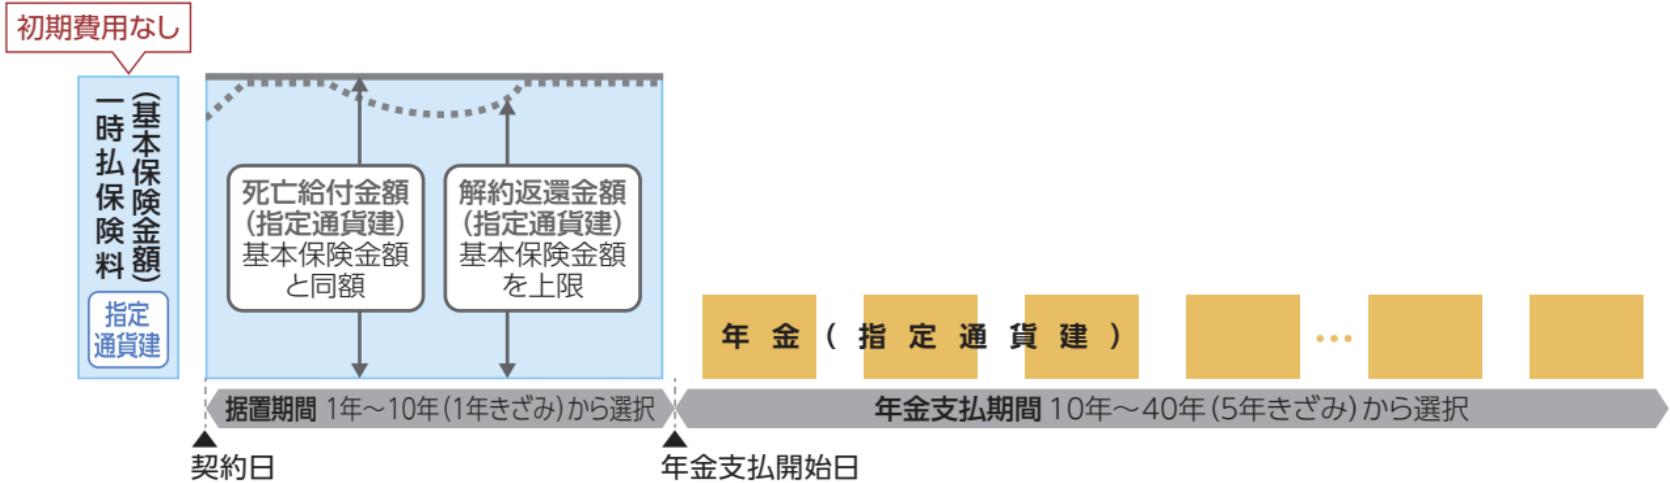 初期費用なし
一時払保険料
(基本保険金額)
指定
通貨建
死亡給付金額
(指定通貨建)
基本保険金額
と同額
解約返還金額
(指定通貨建)
基本保険金額
を上限
年金(指定通貨建)
…
据置期間 1年～10年(1年きざみ)から選択
年金支払期間 10年～40年(5年きざみ)から選択
契約日
年金支払開始日